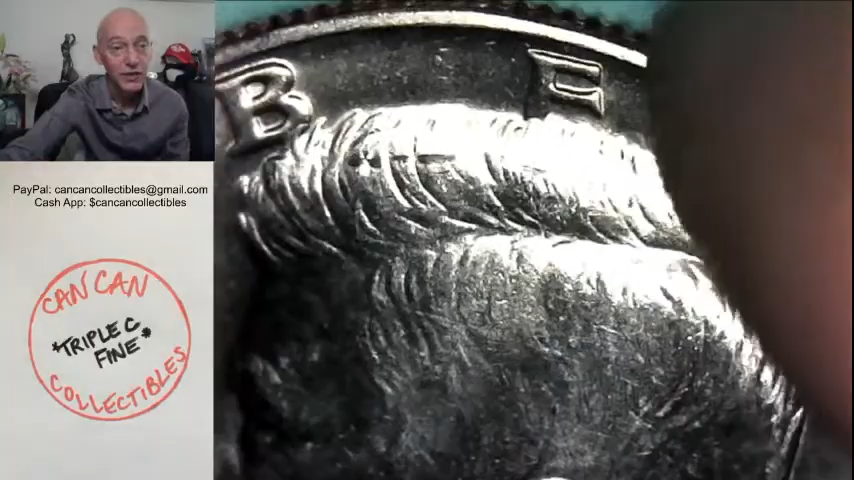 PayPal: cancancollectibles@gmail.com
Cash App: $cancancollectibles
CAN CAN
*TRIPLE C*
FINE
COLLECTIBLES
B